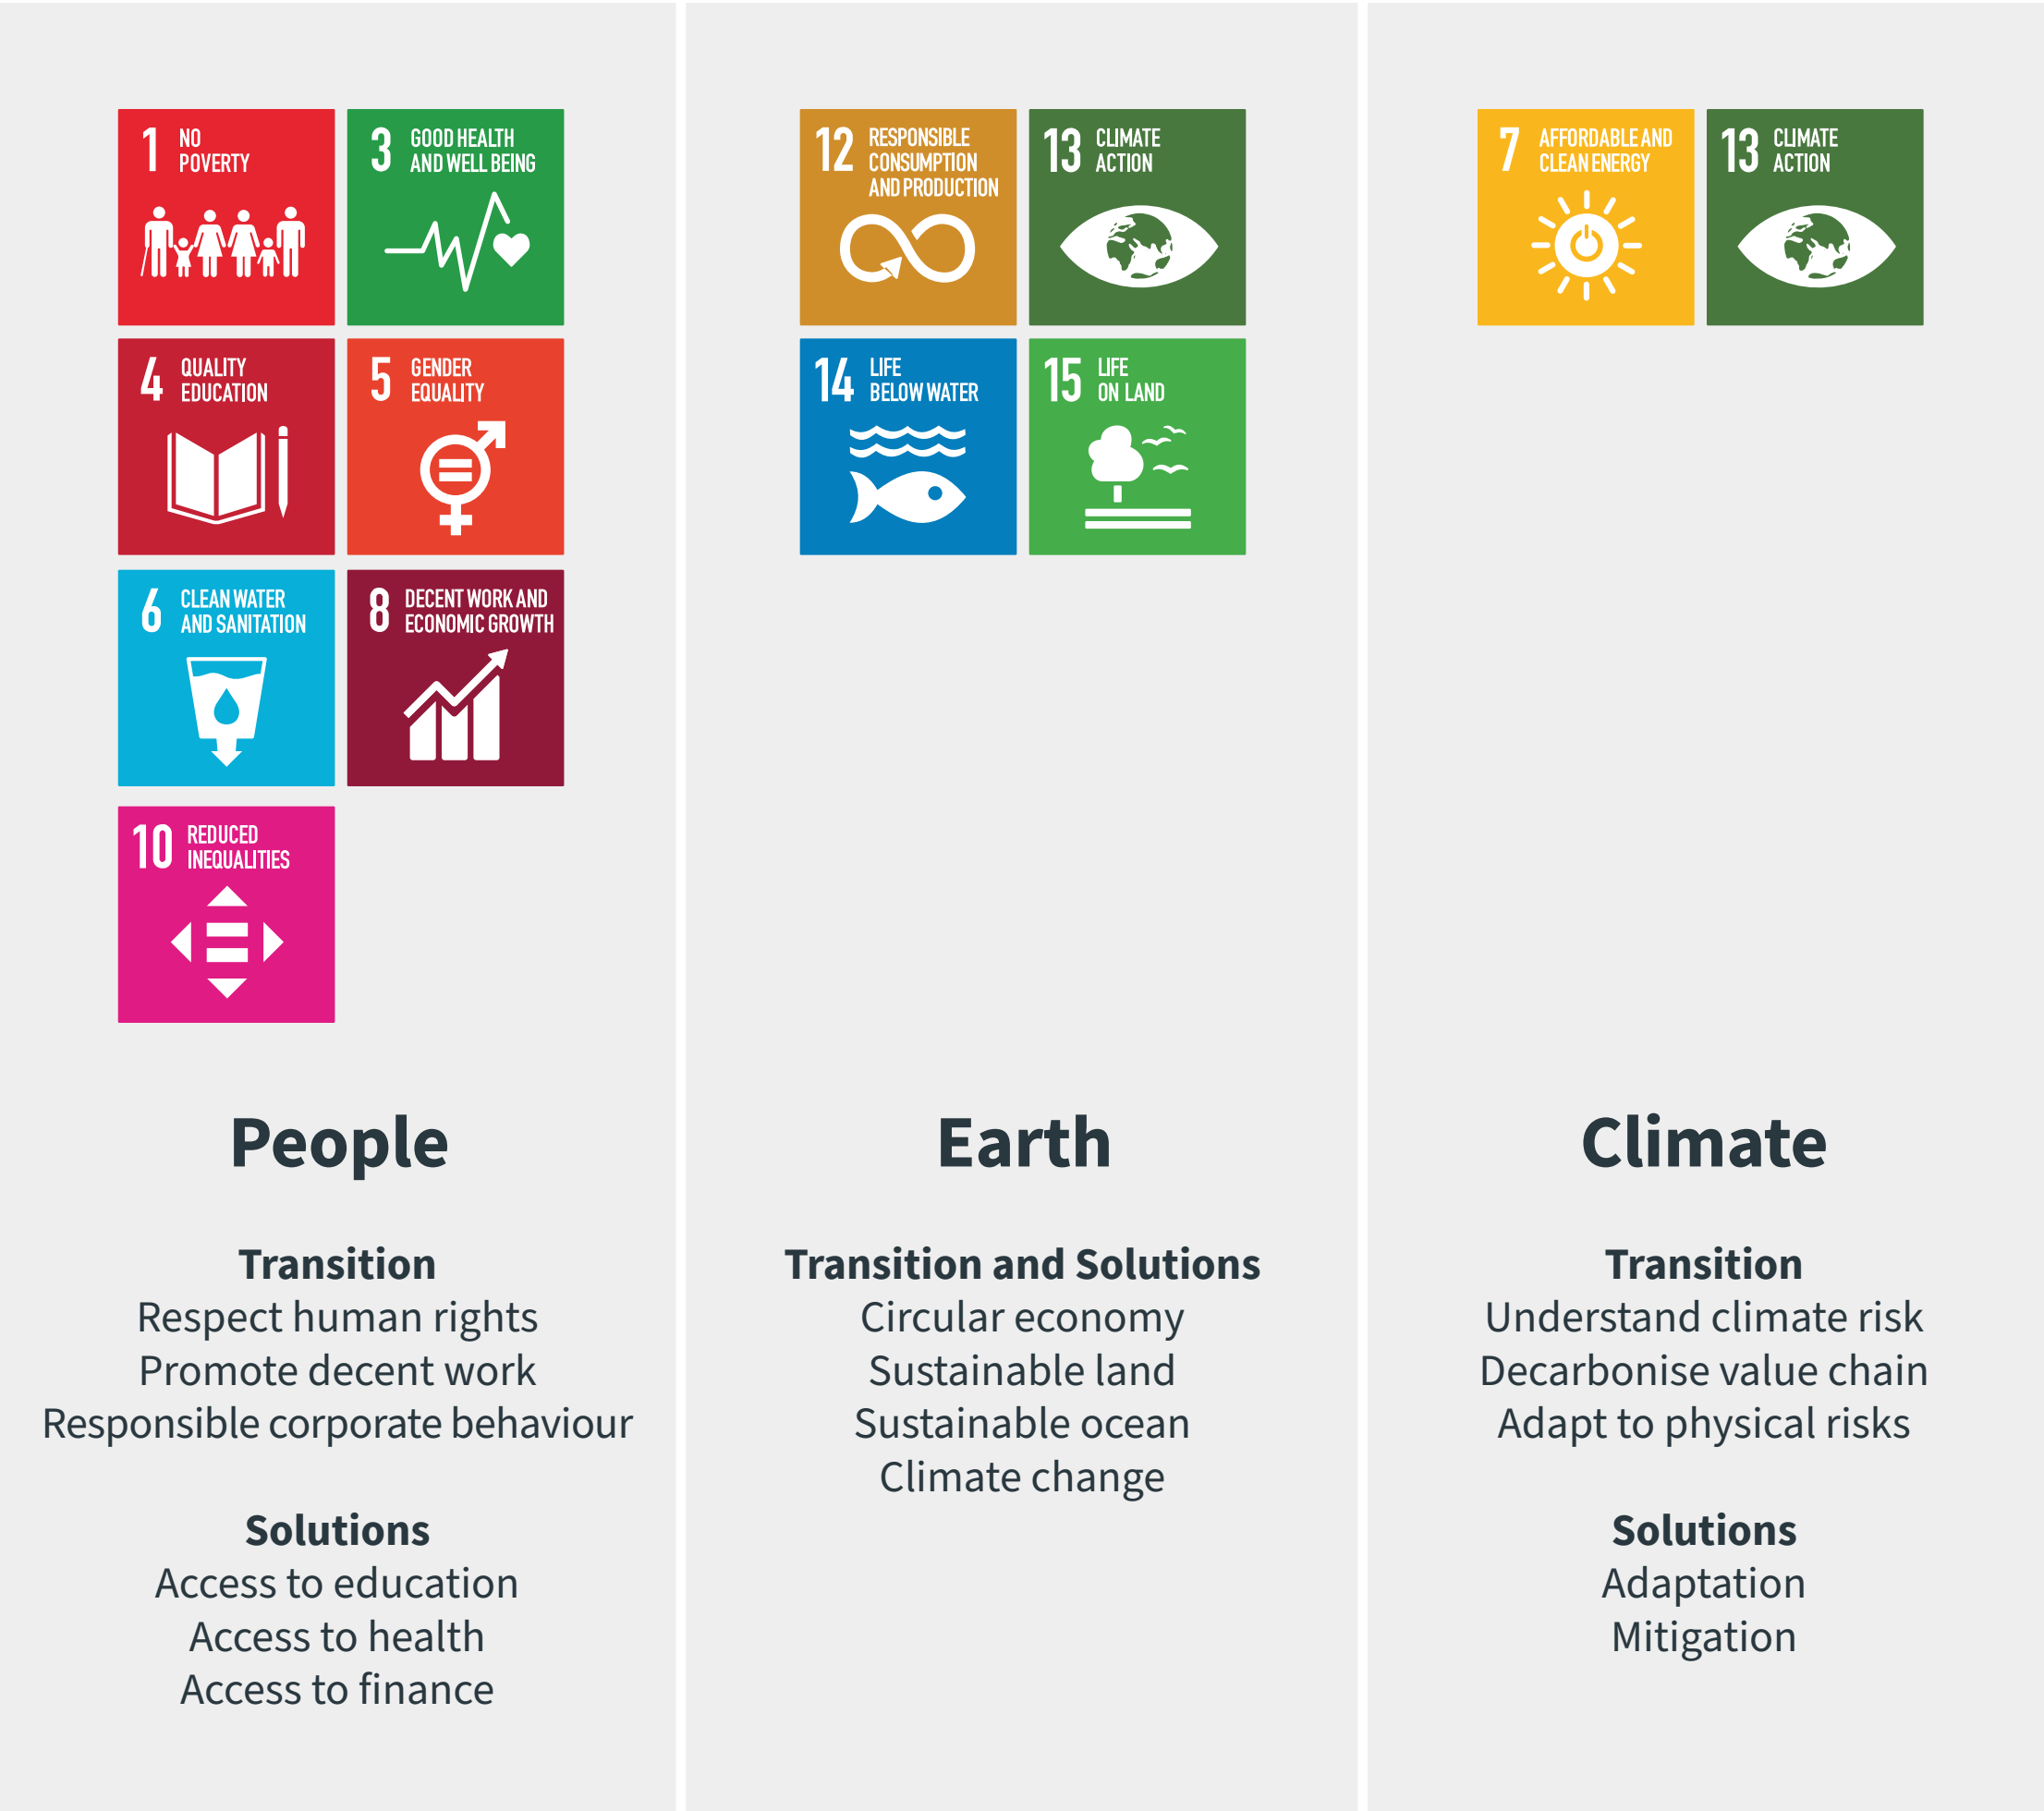 1 NO
POVERTY
3 GOOD HEALTH
AND WELL BEING
4 QUALITY
EDUCATION
5 GENDER
EQUALITY
6 CLEAN WATER
AND SANITATION
8 DECENT WORK AND
ECONOMIC GROWTH
10 REDUCED
INEQUALITIES
People
Transition
Respect human rights
Promote decent work
Responsible corporate behaviour
Solutions
Access to education
Access to health
Access to finance
12 RESPONSIBLE
CONSUMPTION
AND PRODUCTION
13 CLIMATE
ACTION
14 LIFE
BELOW WATER
15 LIFE
ON LAND
Earth
Transition and Solutions
Circular economy
Sustainable land
Sustainable ocean
Climate change
7 AFFORDABLE AND
CLEAN ENERGY
13 CLIMATE
ACTION
Climate
Transition
Understand climate risk
Decarbonise value chain
Adapt to physical risks
Solutions
Adaptation
Mitigation